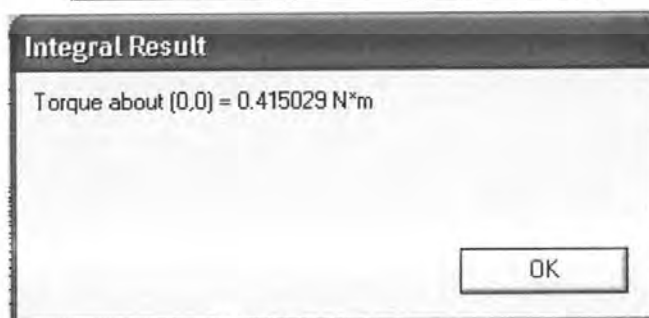 Integral Result
Torque about (0,0) = 0.415029 N*m
OK